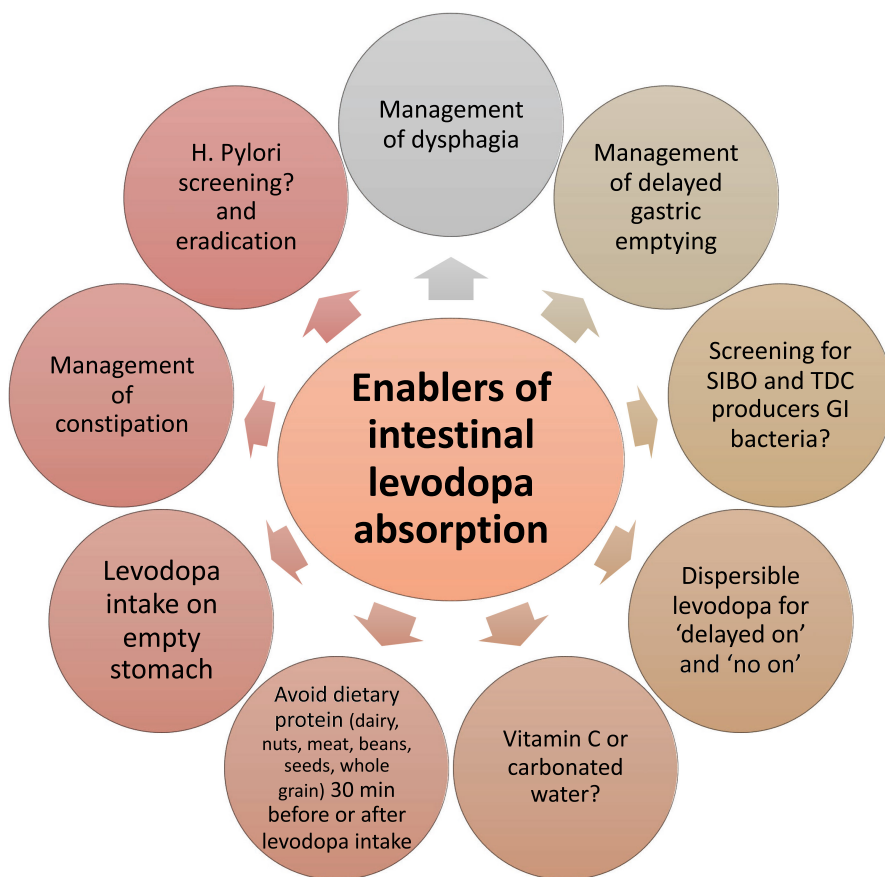 Management
of dysphagia
Management
of delayed
gastric
emptying
Screening for
SIBO and TDC
producers GI
bacteria?
Dispersible
levodopa for
‘delayed on’
and ‘no on’
Vitamin C or
carbonated
water?
Avoid dietary
protein (dairy,
nuts, meat, beans,
seeds, whole
grain) 30 min
before or after
levodopa intake
Levodopa
intake on
empty
stomach
Management
of
constipation
H. Pylori
screening?
and
eradication
Enablers of
intestinal
levodopa
absorption